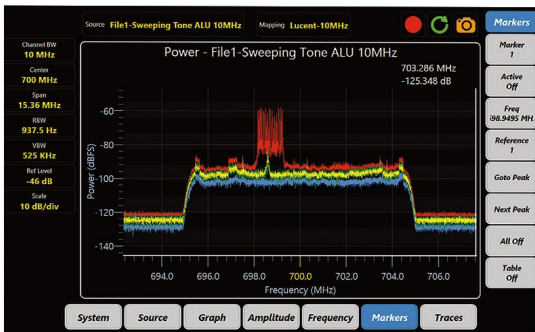 Source File1-Sweeping Tone ALU 10MHz Mapping Lucent-10MHz
Markers
Channel BW
10 MHz
Center
700 MHz
Span
15.36 MHz
RBW
937.5 Hz
VBW
525 KHz
Ref Level
-46 dB
Scale
10 dB/div
Power - File1-Sweeping Tone ALU 10MHz
703.286 MHz
-125.348 dB
Power (dBFS)
-60
-80
-100
-120
-140
694.0 696.0 698.0 700.0 702.0 704.0 706.0
Frequency (MHz)
Marker
1
Active
Off
Freq
698.9495 MH
Reference
1
Goto Peak
Next Peak
All Off
Table
Off
System Source Graph Amplitude Frequency Markers Traces